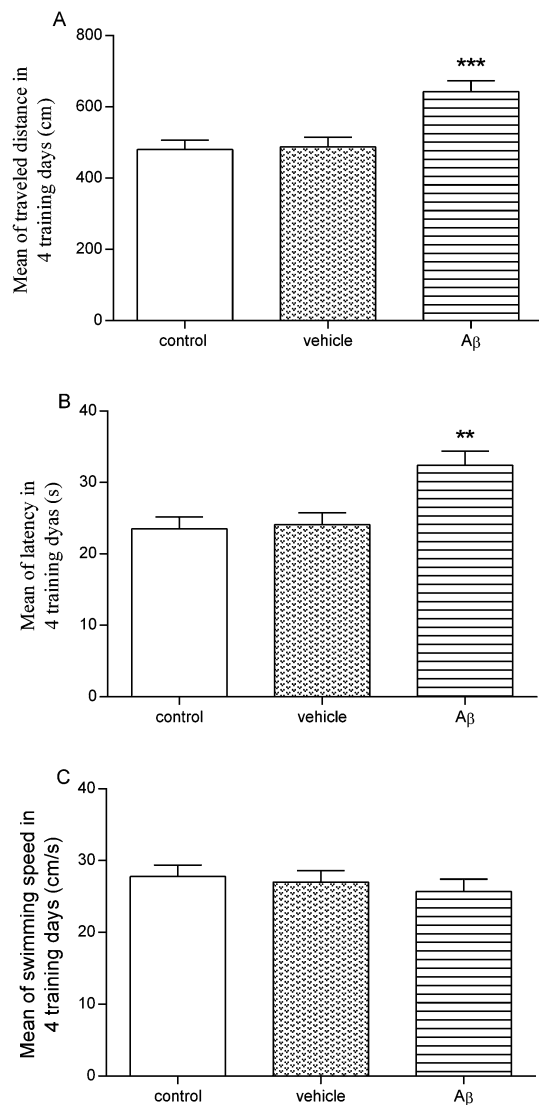 A
Mean of traveled distance in
4 training days (cm)
800
600
400
200
0
***
control vehicle Aβ
B
Mean of latency in
4 training dyas (s)
40
30
20
10
0
**
control vehicle Aβ
C
Mean of swimming speed in
4 training days (cm/s)
40
30
20
10
0
control vehicle Aβ